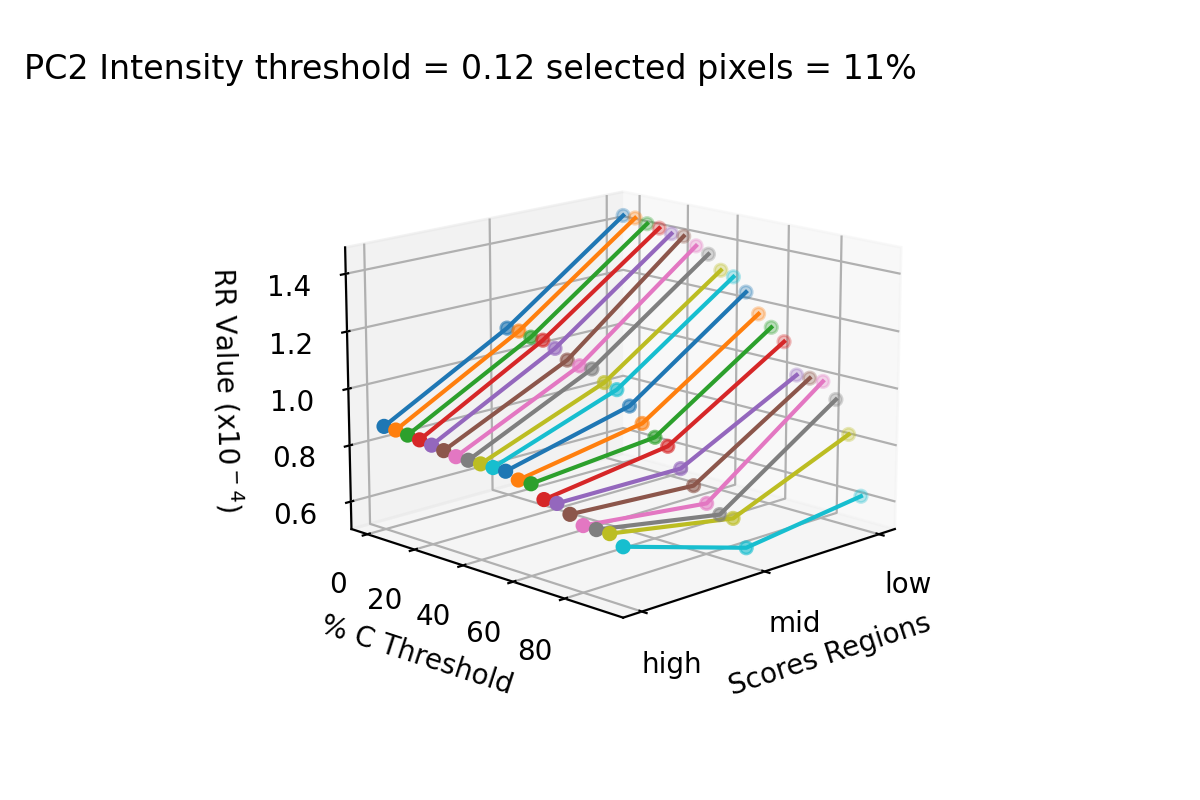 PC2 Intensity threshold = 0.12 selected pixels = 11%
RR Value (x10⁻⁴)
1.4
1.2
1.0
0.8
0.6
0
20
40
60
80
% C Threshold
high
mid
low
Scores Regions